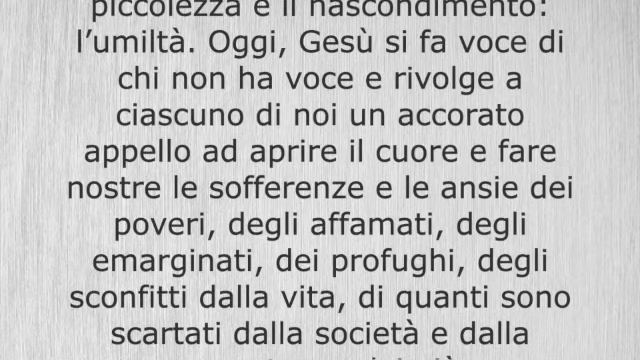 piccolezza e il nascondimento:
l’umiltà. Oggi, Gesù si fa voce di
chi non ha voce e rivolge a
ciascuno di noi un accorato
appello ad aprire il cuore e fare
nostre le sofferenze e le ansie dei
poveri, degli affamati, degli
emarginati, dei profughi, degli
sconfitti dalla vita, di quanti sono
scartati dalla società e dalla